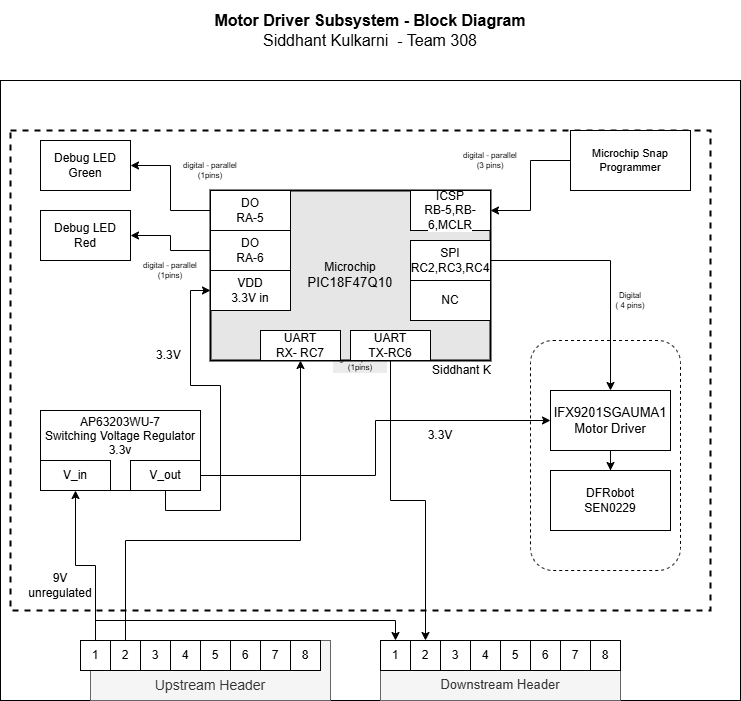 Motor Driver Subsystem - Block Diagram
Siddhant Kulkarni - Team 308
Debug LED
Green
digital - parallel
(1pins)
digital - parallel
(3 pins)
Microchip Snap
Programmer
DO
RA-5
ICSP
RB-5,RB-
6,MCLR
Debug LED
Red
DO
RA-6
digital - parallel
(1pins)
Microchip
PIC18F47Q10
SPI
RC2,RC3,RC4
VDD
3.3V in
NC
Digital
( 4 pins)
UART
RX- RC7
UART
TX-RC6
(1pins)
Siddhant K
3.3V
AP63203WU-7
Switching Voltage Regulator
3.3v
V_in
V_out
3.3V
IFX9201SGAUMA1
Motor Driver
DFRobot
SEN0229
9V
unregulated
1 2 3 4 5 6 7 8
Upstream Header
1 2 3 4 5 6 7 8
Downstream Header